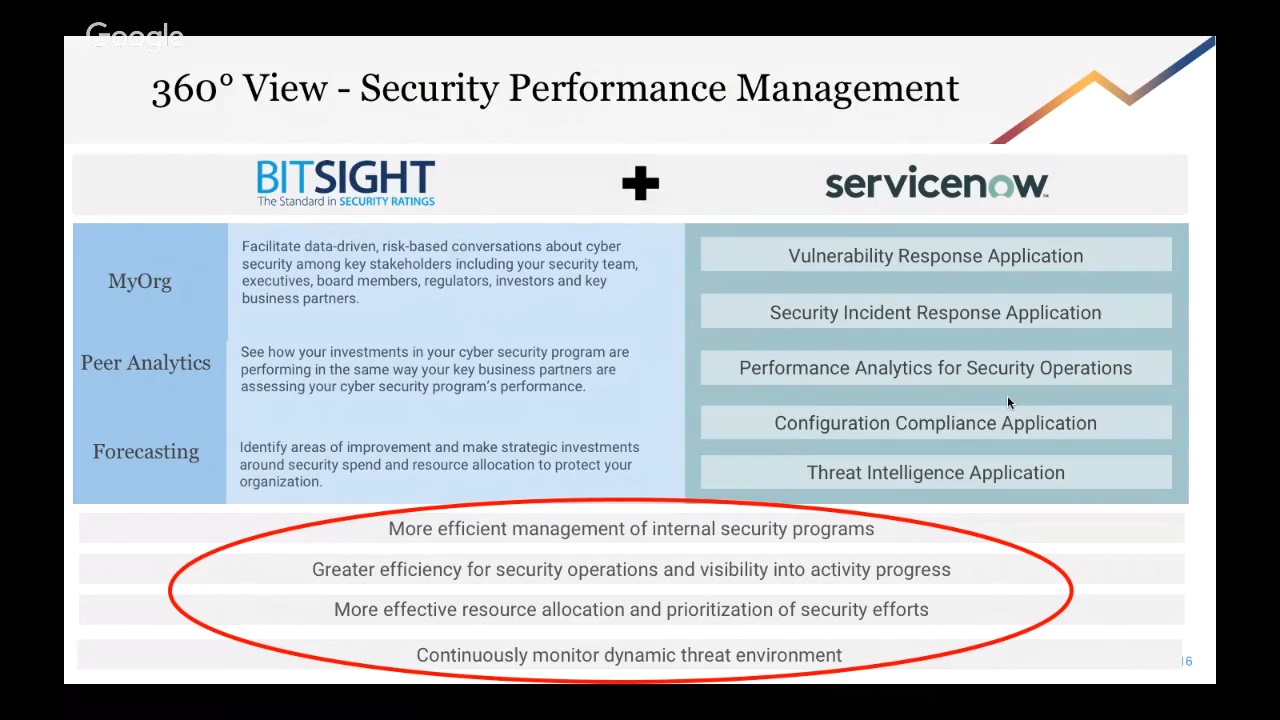 Google
360° View - Security Performance Management
BITSIGHT
The Standard in SECURITY RATINGS
servicenow
MyOrg
Facilitate data-driven, risk-based conversations about cyber
security among key stakeholders including your security team,
executives, board members, regulators, investors and key
business partners.
Peer Analytics
See how your investments in your cyber security program are
performing in the same way your key business partners are
assessing your cyber security program's performance.
Forecasting
Identify areas of improvement and make strategic investments
around security spend and resource allocation to protect your
organization.
Vulnerability Response Application
Security Incident Response Application
Performance Analytics for Security Operations
Configuration Compliance Application
Threat Intelligence Application
More efficient management of internal security programs
Greater efficiency for security operations and visibility into activity progress
More effective resource allocation and prioritization of security efforts
Continuously monitor dynamic threat environment
16